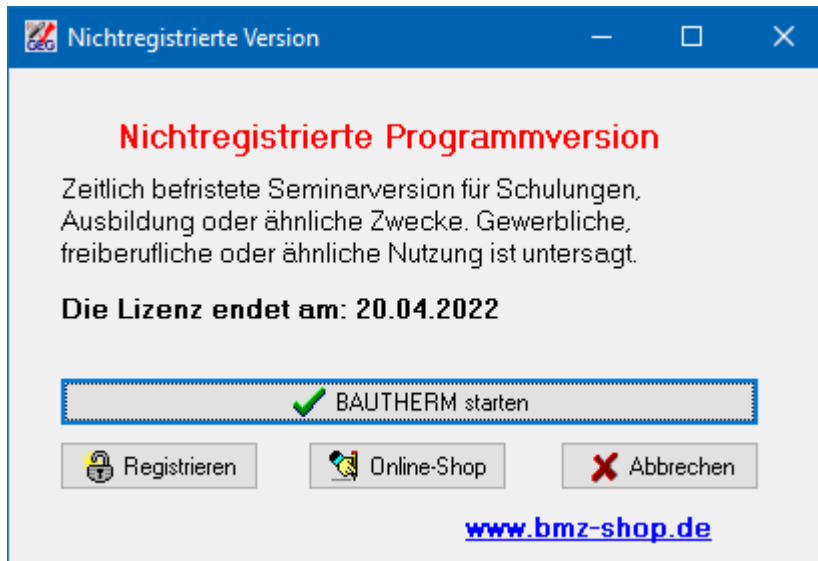 Nichtregistrierte Version
Nichtregistrierte Programmversion
Zeitlich befristete Seminarversion für Schulungen,
Ausbildung oder ähnliche Zwecke. Gewerbliche,
freiberufliche oder ähnliche Nutzung ist untersagt.
Die Lizenz endet am: 20.04.2022
BAUTHERM starten
Registrieren Online-Shop Abbrechen
www.bmz-shop.de